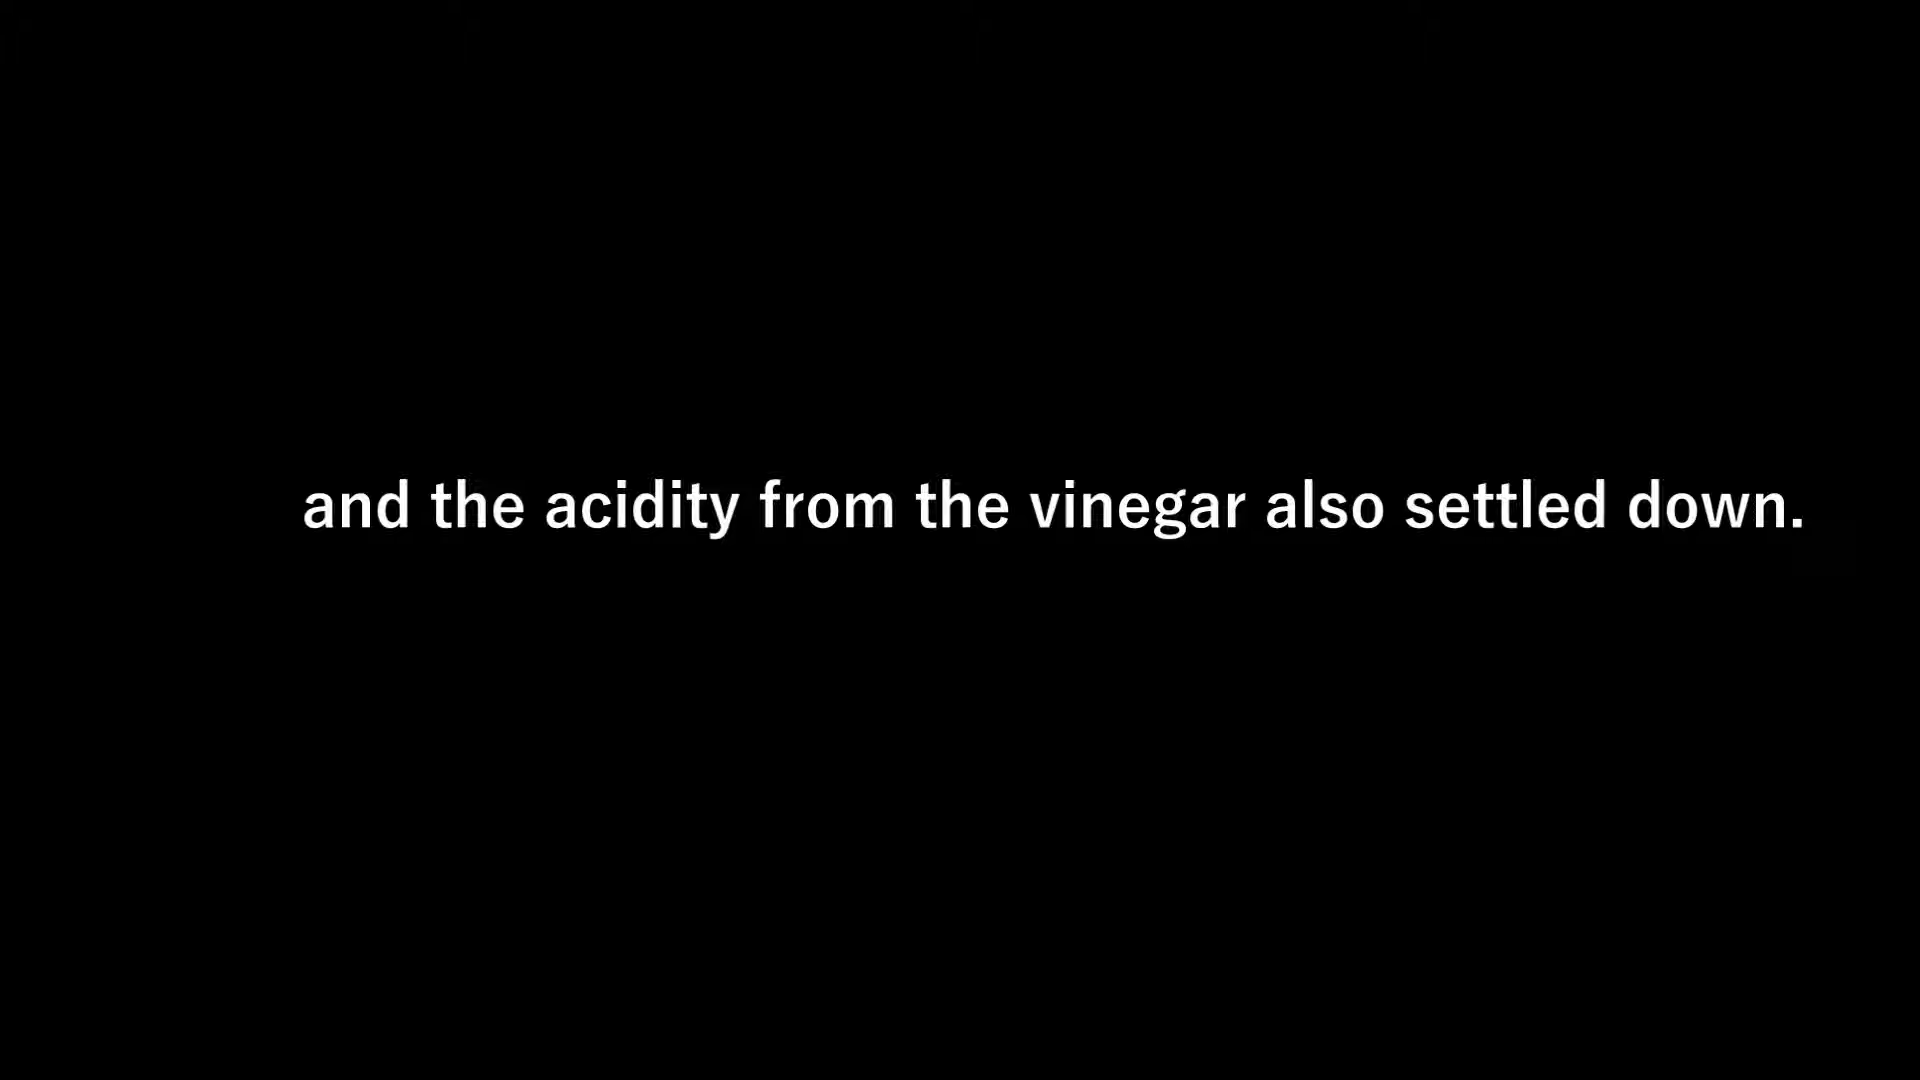 and the acidity from the vinegar also settled down.